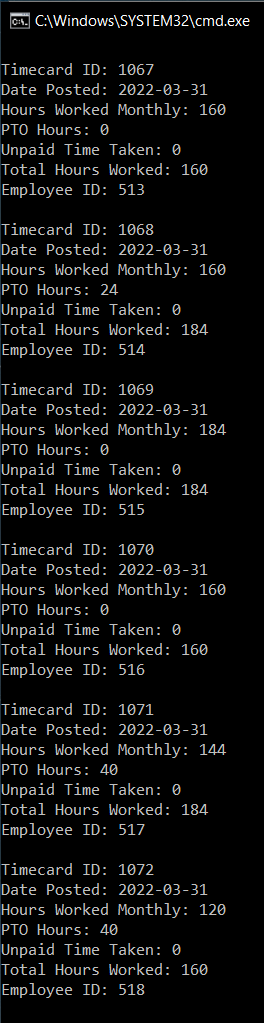 C:\Windows\SYSTEM32\cmd.exe
Timecard ID: 1067
Date Posted: 2022-03-31
Hours Worked Monthly: 160
PTO Hours: 0
Unpaid Time Taken: 0
Total Hours Worked: 160
Employee ID: 513
Timecard ID: 1068
Date Posted: 2022-03-31
Hours Worked Monthly: 160
PTO Hours: 24
Unpaid Time Taken: 0
Total Hours Worked: 184
Employee ID: 514
Timecard ID: 1069
Date Posted: 2022-03-31
Hours Worked Monthly: 184
PTO Hours: 0
Unpaid Time Taken: 0
Total Hours Worked: 184
Employee ID: 515
Timecard ID: 1070
Date Posted: 2022-03-31
Hours Worked Monthly: 160
PTO Hours: 0
Unpaid Time Taken: 0
Total Hours Worked: 160
Employee ID: 516
Timecard ID: 1071
Date Posted: 2022-03-31
Hours Worked Monthly: 144
PTO Hours: 40
Unpaid Time Taken: 0
Total Hours Worked: 184
Employee ID: 517
Timecard ID: 1072
Date Posted: 2022-03-31
Hours Worked Monthly: 120
PTO Hours: 40
Unpaid Time Taken: 0
Total Hours Worked: 160
Employee ID: 518